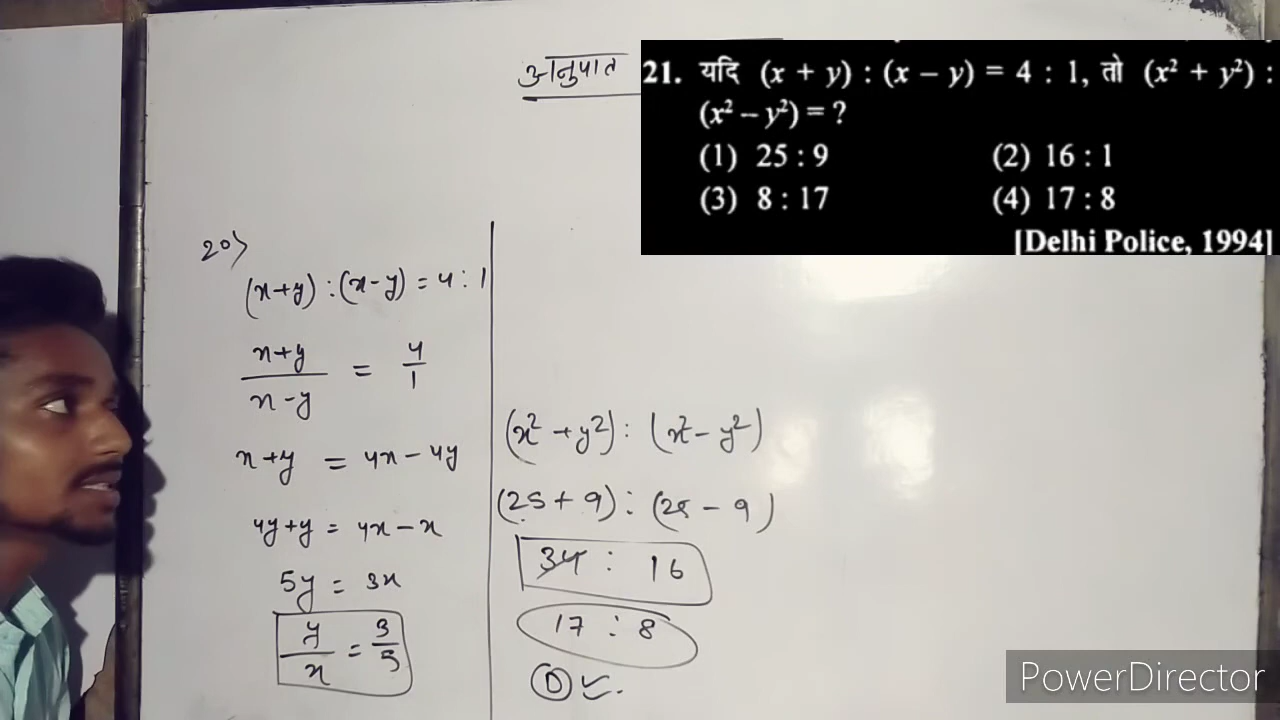 आनुपात
21. यदि (x + y) : (x – y) = 4 : 1, तो (x² + y²) :
(x² – y²) = ?
(1) 25 : 9 (2) 16 : 1
(3) 8 : 17 (4) 17 : 8
[Delhi Police, 1994]
20)
(x+y) : (x-y) = 4 : 1
x+y / x-y = 4/1
x+y = 4x - 4y
4y+y = 4x - x
5y = 3x
y/x = 3/5
(x² + y²) : (x² - y²)
(25 + 9) : (25 - 9)
34 : 16
17 : 8
D
PowerDirector